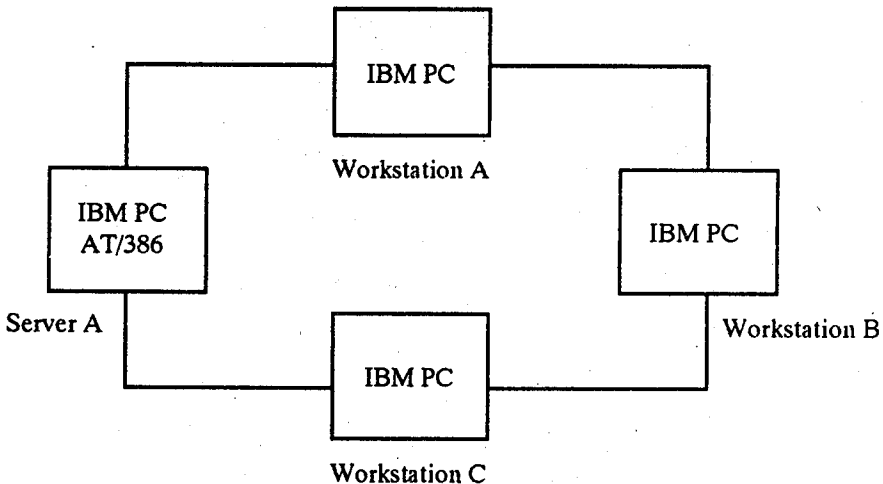 IBM PC
Workstation A
IBM PC
AT/386
Server A
IBM PC
Workstation B
IBM PC
Workstation C